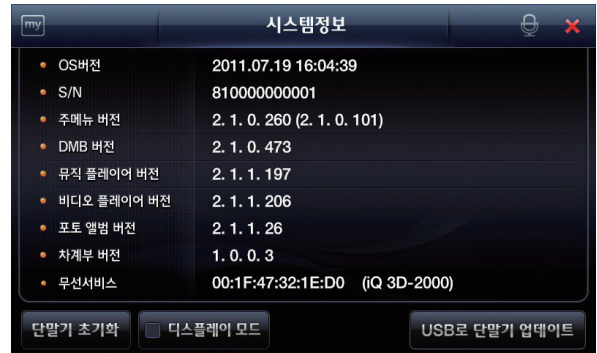 my 시스템정보
OS버전 2011.07.19 16:04:39
S/N 810000000001
주메뉴 버전 2. 1. 0. 260 (2. 1. 0. 101)
DMB 버전 2. 1. 0. 473
뮤직 플레이어 버전 2. 1. 1. 197
비디오 플레이어 버전 2. 1. 1. 206
포토 앨범 버전 2. 1. 1. 26
차계부 버전 1. 0. 0. 3
무선서비스 00:1F:47:32:1E:D0 (iQ 3D-2000)
단말기 초기화 디스플레이 모드 USB로 단말기 업데이트